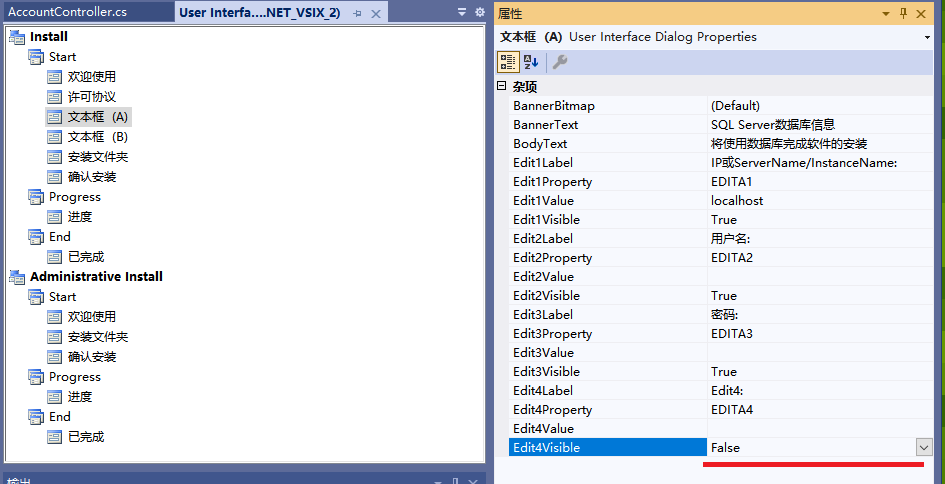 AccountController.cs
User Interfa....NET_VSIX_2)
Install
Start
欢迎使用
许可协议
文本框 (A)
文本框 (B)
安装文件夹
确认安装
Progress
进度
End
已完成
Administrative Install
Start
欢迎使用
安装文件夹
确认安装
Progress
进度
End
已完成
输出
属性
文本框 (A) User Interface Dialog Properties
杂项
BannerBitmap (Default)
BannerText SQL Server数据库信息
BodyText 将使用数据库完成软件的安装
Edit1Label IP或ServerName/InstanceName:
Edit1Property EDITA1
Edit1Value localhost
Edit1Visible True
Edit2Label 用户名:
Edit2Property EDITA2
Edit2Value
Edit2Visible True
Edit3Label 密码:
Edit3Property EDITA3
Edit3Value
Edit3Visible True
Edit4Label Edit4:
Edit4Property EDITA4
Edit4Value
Edit4Visible False